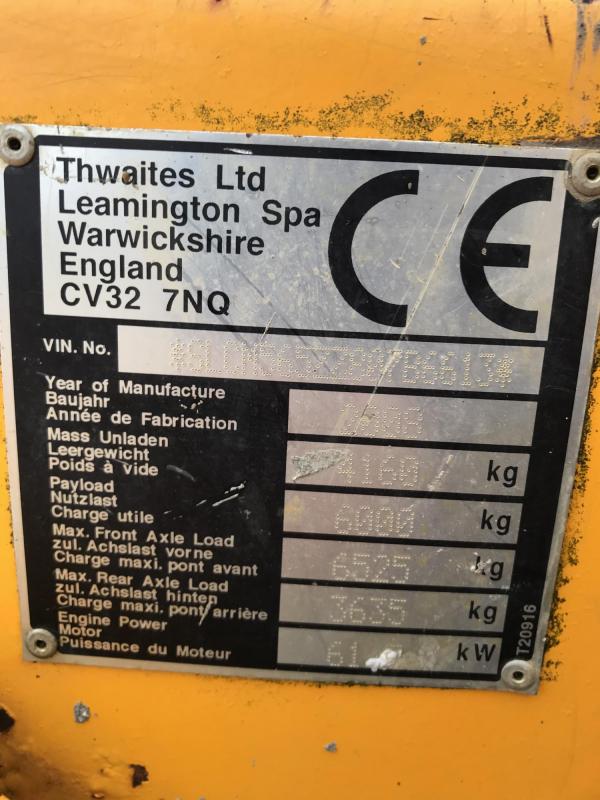 Thwaites Ltd
Leamington Spa
Warwickshire
England
CV32 7NQ
CE
VIN. No.
Year of Manufacture
Baujahr
Année de Fabrication
2008
Mass Unladen
Leergewicht
Poids à vide
4160 kg
Payload
Nutzlast
Charge utile
6000 kg
Max. Front Axle Load
zul. Achslast vorne
Charge maxi. pont avant
6525 kg
Max. Rear Axle Load
zul. Achslast hinten
Charge maxi. pont arrière
3635 kg
Engine Power
Motor
Puissance du Moteur
kW
T20916